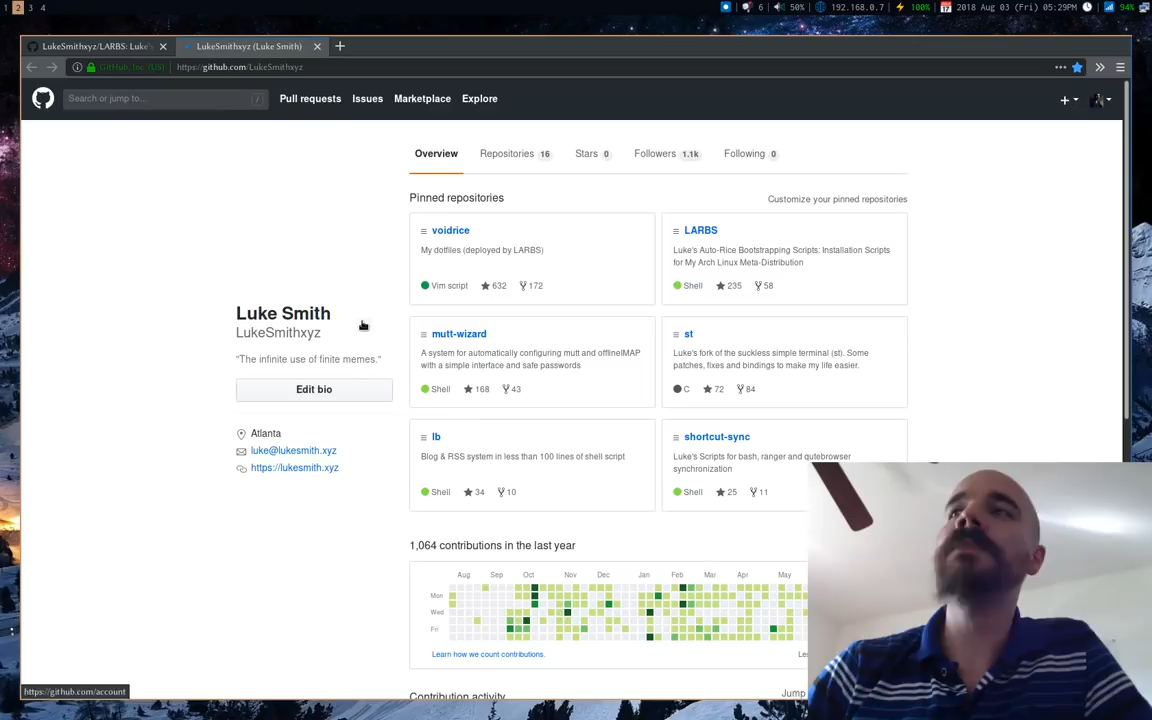 1 2 3 4
6 50% 192.168.0.7 100% 2018 Aug 03 (Fri) 05:29PM 94%
LukeSmithxyz/LARBS: Luke's
LukeSmithxyz (Luke Smith)
GitHub, Inc. (US) https://github.com/LukeSmithxyz
Search or jump to... /
Pull requests Issues Marketplace Explore
Overview Repositories 16 Stars 0 Followers 1.1k Following 0
Pinned repositories
Customize your pinned repositories
voidrice
My dotfiles (deployed by LARBS)
Vim script 632 172
LARBS
Luke's Auto-Rice Bootstrapping Scripts: Installation Scripts
for My Arch Linux Meta-Distribution
Shell 235 58
Luke Smith
LukeSmithxyz
"The infinite use of finite memes."
Edit bio
Atlanta
luke@lukesmith.xyz
https://lukesmith.xyz
mutt-wizard
A system for automatically configuring mutt and offlineIMAP
with a simple interface and safe passwords
Shell 168 43
st
Luke's fork of the suckless simple terminal (st). Some
patches, fixes and bindings to make my life easier.
C 72 84
lb
Blog & RSS system in less than 100 lines of shell script
Shell 34 10
shortcut-sync
Luke's Scripts for bash, ranger and qutebrowser
synchronization
Shell 25 11
1,064 contributions in the last year
Aug Sep Oct Nov Dec Jan Feb Mar Apr May
Mon
Wed
Fri
Learn how we count contributions.
Les
Contribution activity
Jump
https://github.com/account